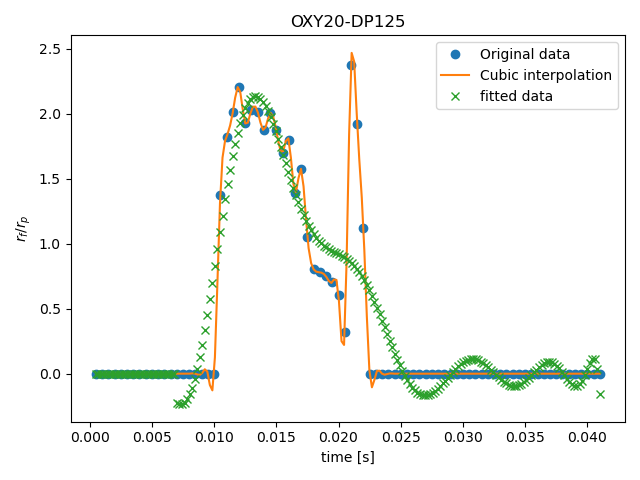 OXY20-DP125
Original data
Cubic interpolation
fitted data
2.5
2.0
1.5
1.0
0.5
0.0
r_f/r_p
0.000 0.005 0.010 0.015 0.020 0.025 0.030 0.035 0.040
time [s]